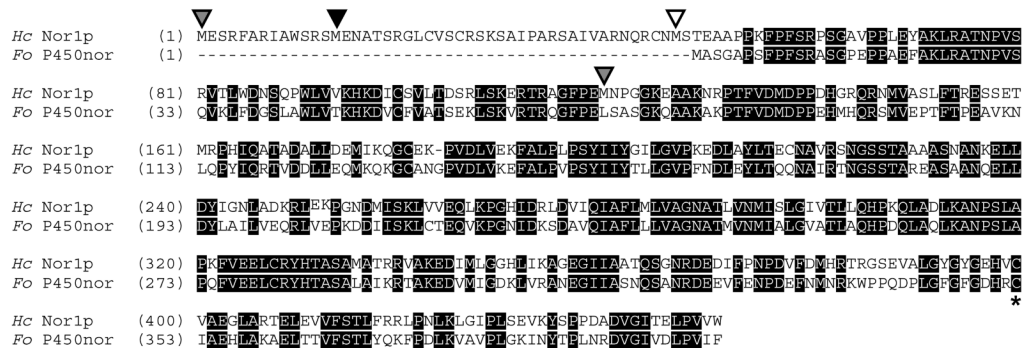 Hc Nor1p (1) MESRFARIAWSRSMENATSRGLCVSCRSKSAIPARSAIVARNQRCNMSTEAAPPKFPFSRPSGAVPPLEYAKLRATNPVS
Fo P450nor (1) ------------------------------------------------MASGAPSFPFSRASGPEPPAEFAKLRATNPVS
Hc Nor1p (81) RVTLWDNSQPWLVVKHKDICSVLTDSRLSKERTRAGFPEMNPGGKEAAKNRPTFVDMDPPDHGRQRNMVASLFTRESSET
Fo P450nor (33) QVKLFDGSLAWLVTKHKDVCFVATSEKLSKVRTRQGFPELSASGKQAAKAKPTFVDMDPPEHMHQRSMVEPTFTPEAVKN
Hc Nor1p (161) MRPHIQATADALLDEMIKQGCEK-PVDLVEKFALPLPSYIIYGILGVPKEDLAYLTECNAVRSNGSSTAAAASNANKELL
Fo P450nor (113) LQPYIQRTVDDLLEQMKQKGCANGPVDLVKEFALPVPSYIIYTLLGVPFNDLEYLTQQNAIRTNGSSTAREASAANQELL
Hc Nor1p (240) DYIGNLADKRLEKPGNDMISKLVVEQLKPGHIDRLDVIQIAFLMLVAGNATLVNMISLGIVTLLQHPKQLADLKANPSLA
Fo P450nor (193) DYLAILVEQRLVEPKDDIISKLCTEQVKPGNIDKSDAVQIAFLLLVAGNATMVNMIALGVATLAQHPDQLAQLKANPSLA
Hc Nor1p (320) PKFVEELCRYHTASAMATRRVAKEDIMLGGHLIKAGEGIIAATQSGNRDEDIFPNPDVFDMHRTRGSEVALGYGYGEHVC
Fo P450nor (273) PQFVEELCRYHTASALAIKRTAKEDVMIGDKLVRANEGIIASNQSANRDEEVFENPDEFNMNRKWPPQDPLGFGFGDHRC
*
Hc Nor1p (400) VAEGLARTELEVVFSTLFRRLPNLKLGIPLSEVKYSPPDADVGITELPVVW
Fo P450nor (353) IAEHLAKAELTTVFSTLYQKFPDLKVAVPLGKINYTPLNRDVGIVDLPVIF